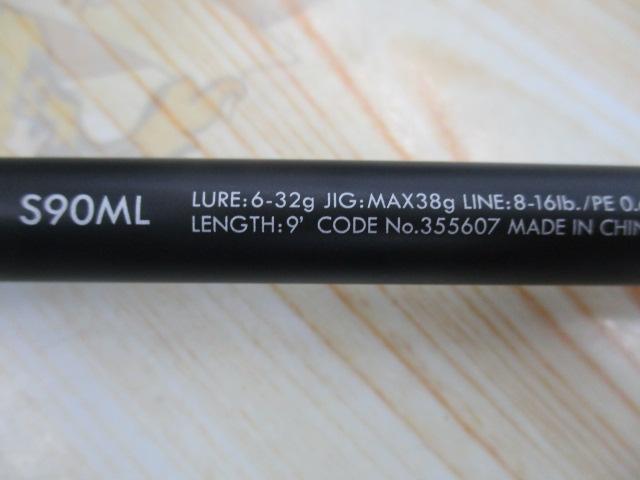 S90ML
LURE:6-32g JIG:MAX38g LINE:8-16lb./PE 0.
LENGTH:9' CODE No.355607 MADE IN CHIN